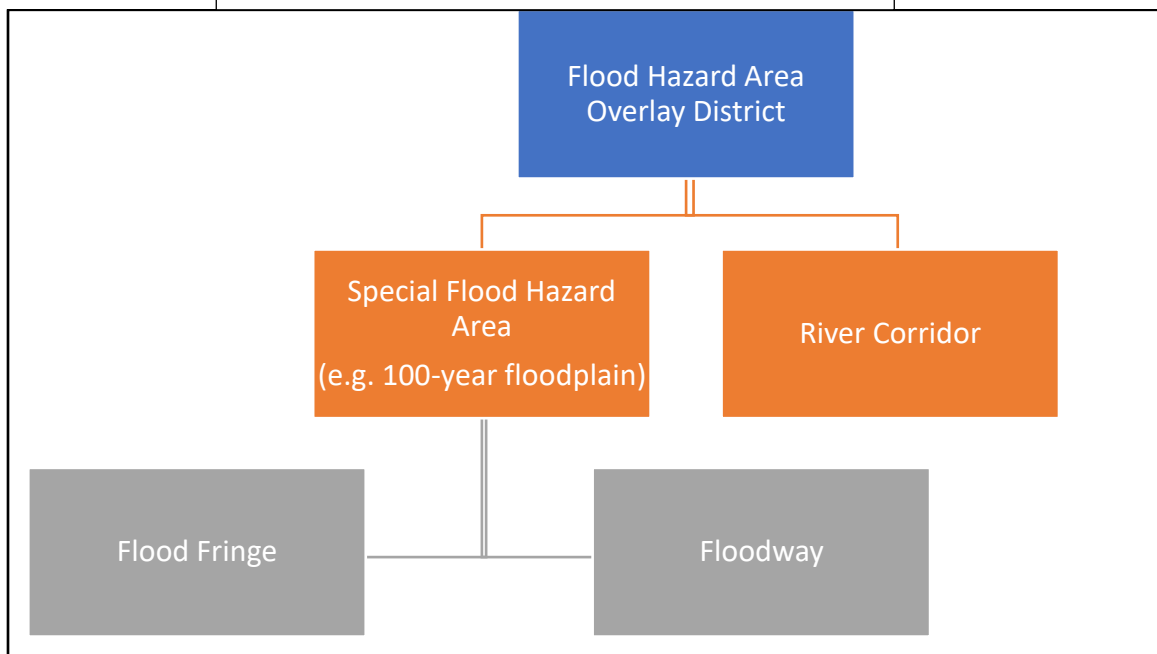 Flood Hazard Area
Overlay District
Special Flood Hazard
Area
(e.g. 100-year floodplain)
River Corridor
Flood Fringe
Floodway